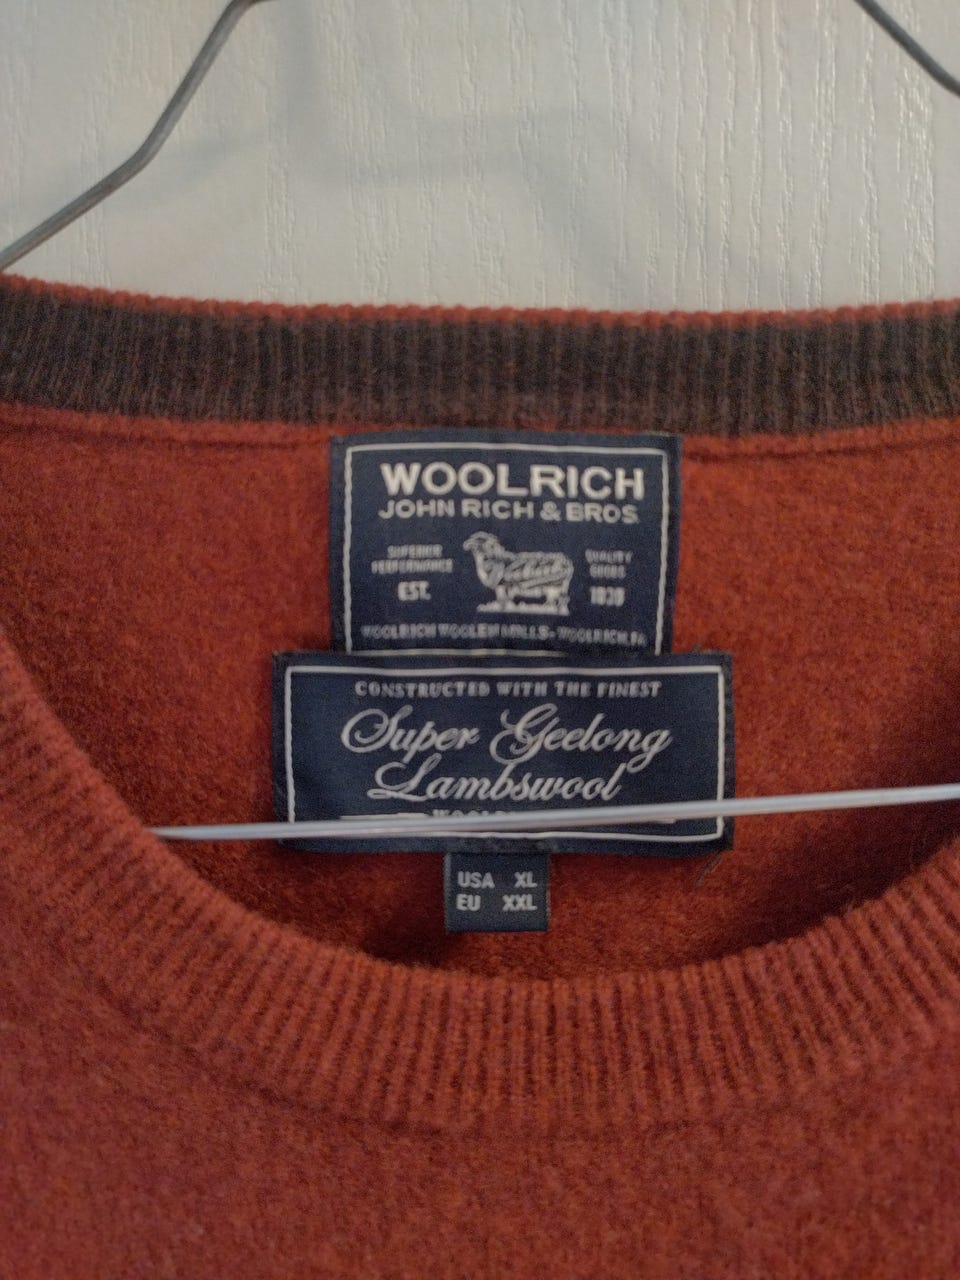 WOOLRICH
JOHN RICH & BROS.
SUPERIOR
PERFORMANCE
EST.
QUALITY
GOODS
1830
WOOLRICH WOOLEN MILLS - WOOLRICH, PA
CONSTRUCTED WITH THE FINEST
Super Geelong
Lambswool
USA XL
EU XXL